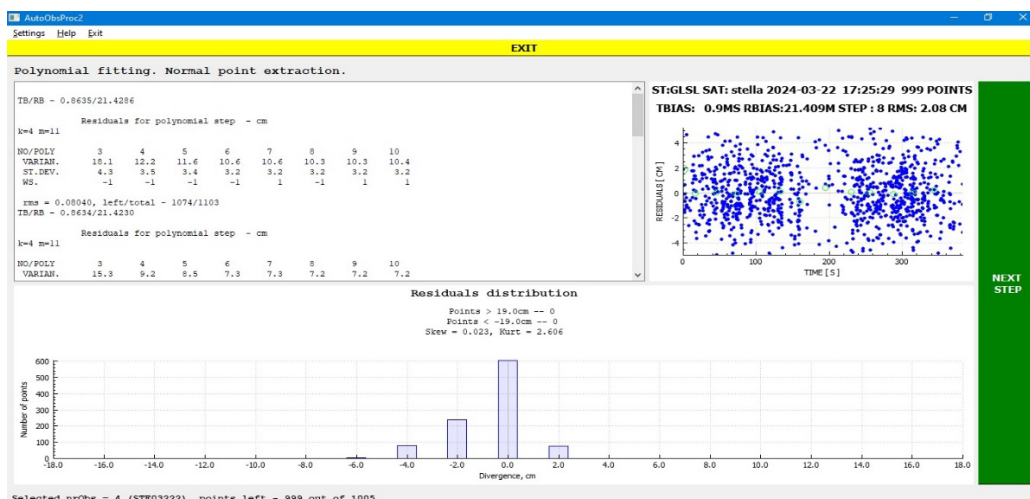 AutoObsProc2
Settings Help Exit
EXIT
Polynomial fitting. Normal point extraction.
TB/RB - 0.8635/21.4286
Residuals for polynomial step - cm
k=4 m=11
NO/POLY 3 4 5 6 7 8 9 10
VARIAN. 18.1 12.2 11.6 10.6 10.6 10.3 10.3 10.4
ST.DEV. 4.3 3.5 3.4 3.2 3.2 3.2 3.2 3.2
WS. -1 -1 -1 -1 1 -1 1 1
rms = 0.08040, left/total - 1074/1103
TB/RB - 0.8634/21.4230
Residuals for polynomial step - cm
k=4 m=11
NO/POLY 3 4 5 6 7 8 9 10
VARIAN. 15.3 9.2 8.5 7.3 7.3 7.2 7.2 7.2
ST:GLSL SAT: stella 2024-03-22 17:25:29 999 POINTS
TBIAS: 0.9MS RBIAS:21.409M STEP : 8 RMS: 2.08 CM
RESIDUALS [ CM ]
4
2
0
-2
-4
0 100 200 300
TIME [ S ]
NEXT
STEP
Residuals distribution
Points > 19.0cm -- 0
Points < -19.0cm -- 0
Skew = 0.023, Kurt = 2.606
Number of points
600
500
400
300
200
100
0
-18.0 -16.0 -14.0 -12.0 -10.0 -8.0 -6.0 -4.0 -2.0 0.0 2.0 4.0 6.0 8.0 10.0 12.0 14.0 16.0 18.0
Divergence, cm
Selected nrObs = 4 (STE03222), points left - 999 out of 1005